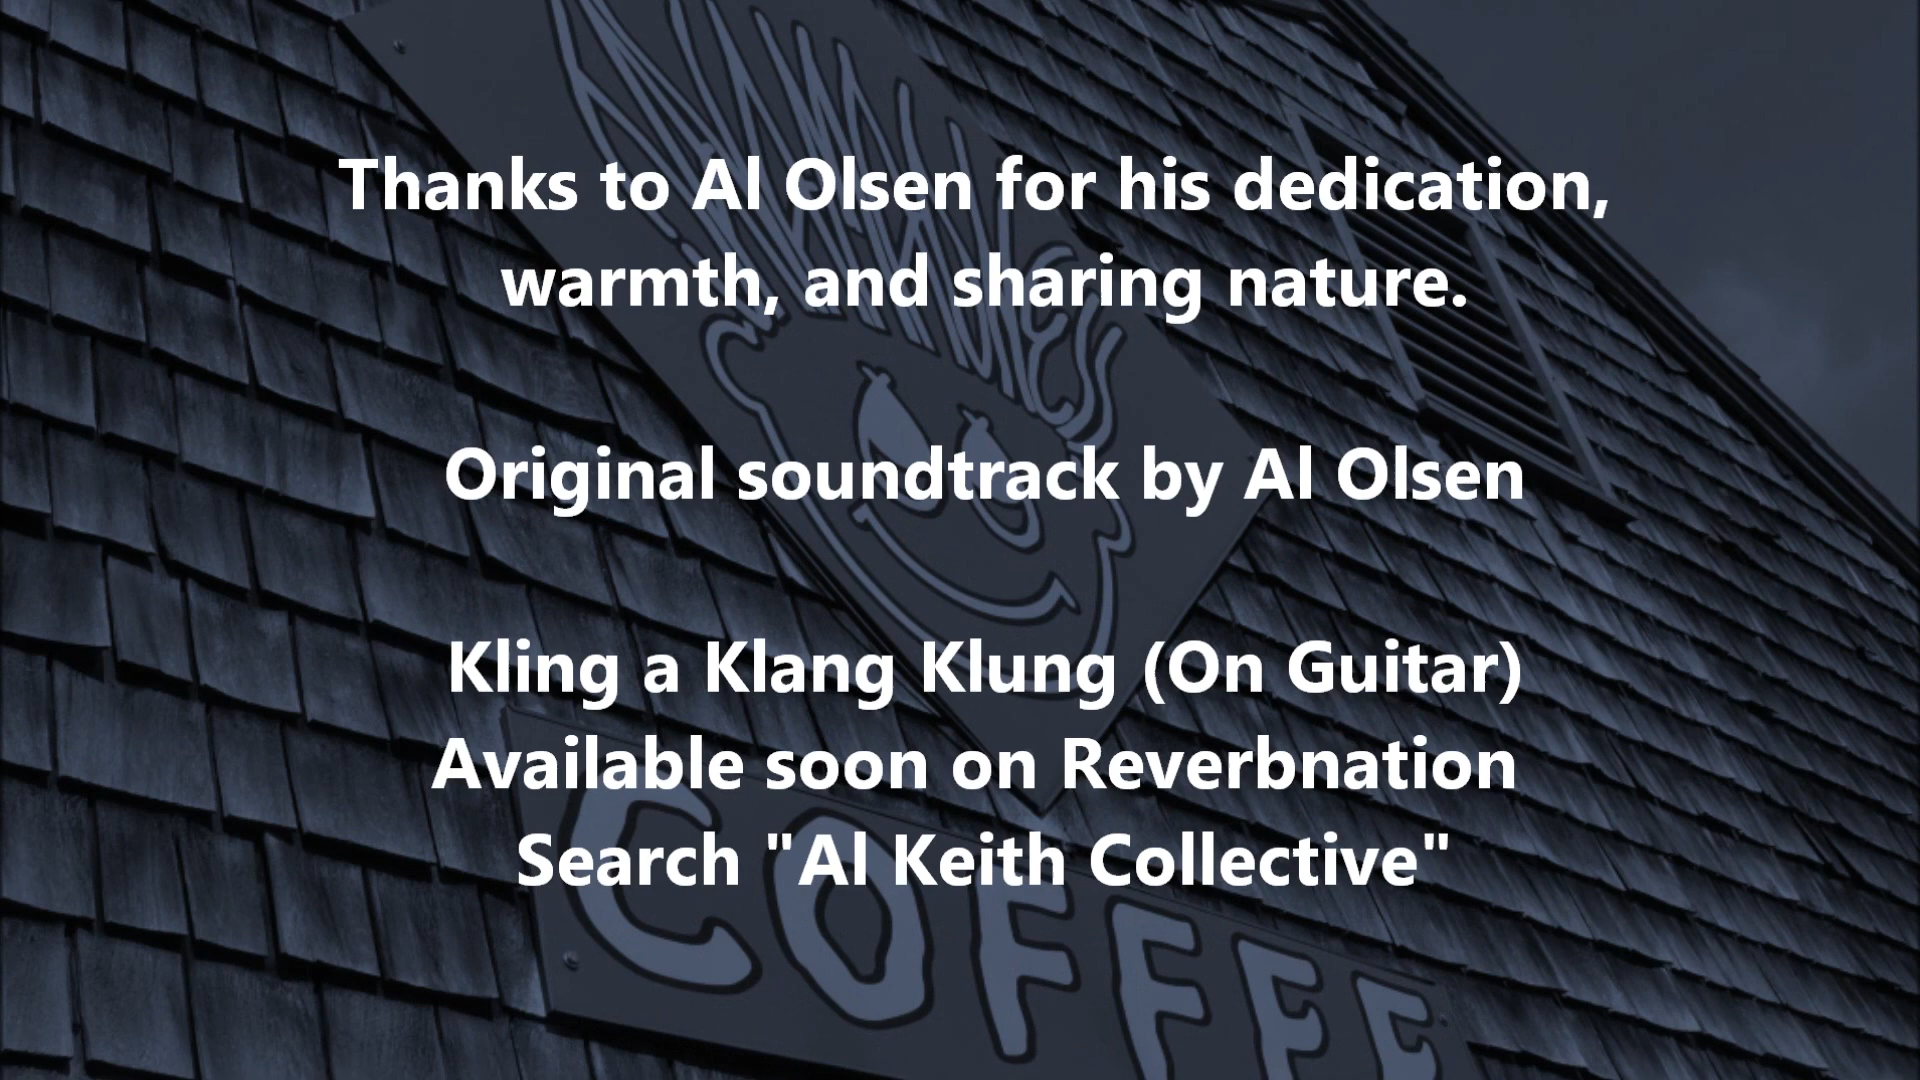 Thanks to Al Olsen for his dedication,
warmth, and sharing nature.
Original soundtrack by Al Olsen
Kling a Klang Klung (On Guitar)
Available soon on Reverbnation
Search "Al Keith Collective"
COFFEE